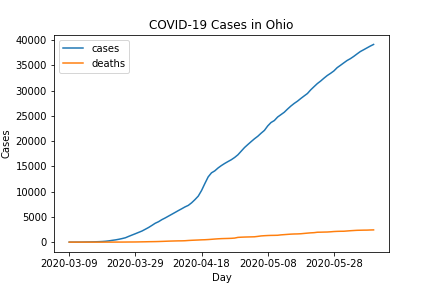 COVID-19 Cases in Ohio
cases
deaths
40000
35000
30000
25000
20000
15000
10000
5000
0
Cases
2020-03-09 2020-03-29 2020-04-18 2020-05-08 2020-05-28
Day